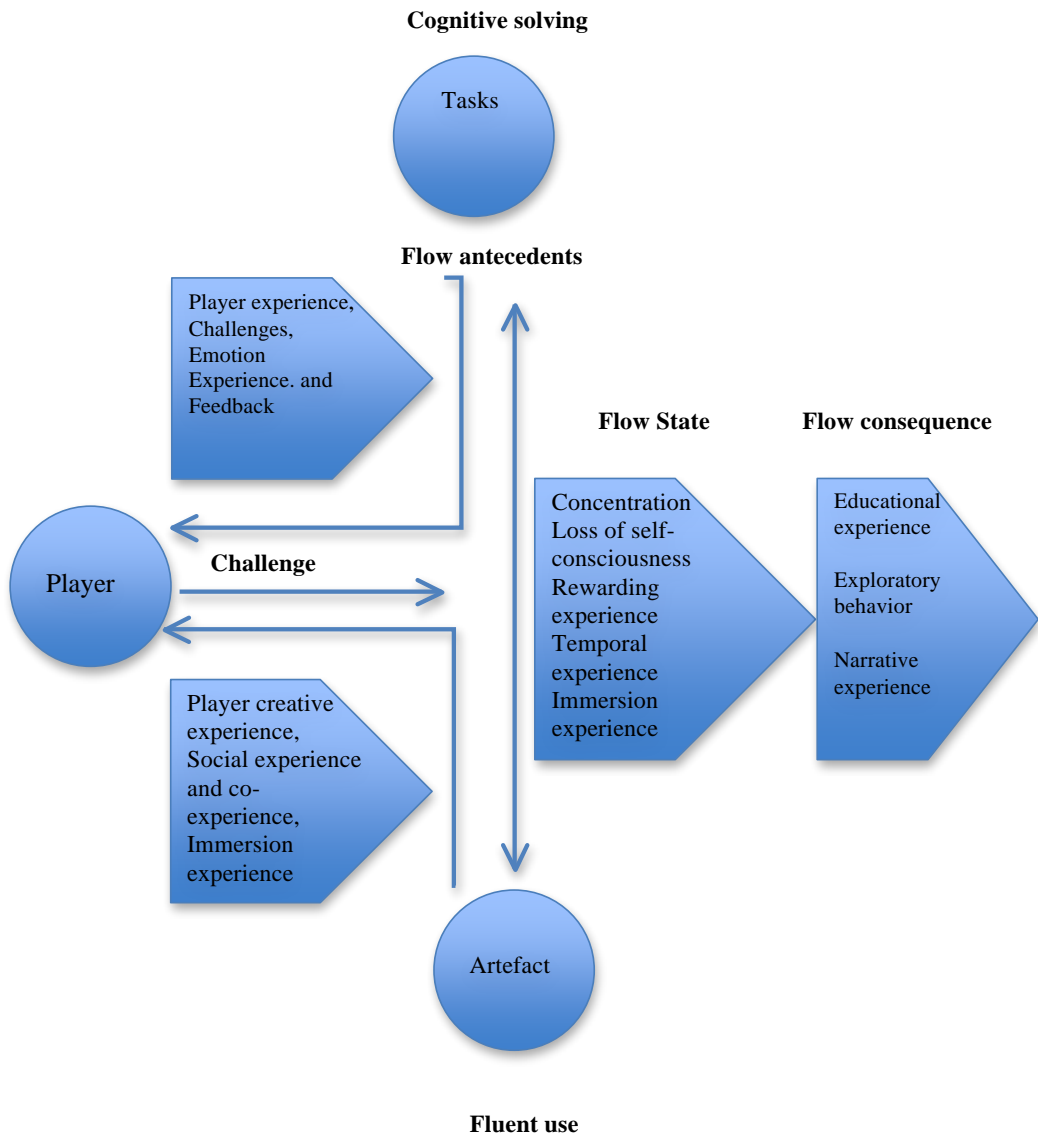 Cognitive solving
Tasks
Flow antecedents
Player experience,
Challenges,
Emotion
Experience. and
Feedback
Flow State
Flow consequence
Concentration
Loss of self-
consciousness
Rewarding
experience
Temporal
experience
Immersion
experience
Educational
experience
Exploratory
behavior
Narrative
experience
Player
Challenge
Player creative
experience,
Social experience
and co-
experience,
Immersion
experience
Artefact
Fluent use